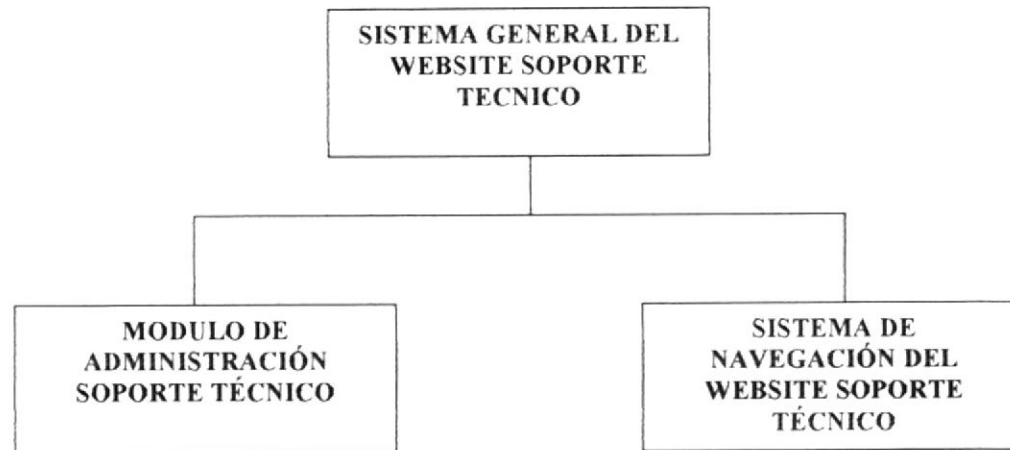 SISTEMA GENERAL DEL
WEBSITE SOPORTE
TECNICO
MODULO DE
ADMINISTRACIÓN
SOPORTE TÉCNICO
SISTEMA DE
NAVEGACIÓN DEL
WEBSITE SOPORTE
TÉCNICO